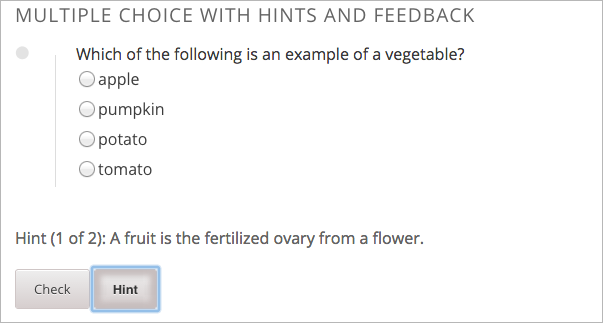 MULTIPLE CHOICE WITH HINTS AND FEEDBACK
Which of the following is an example of a vegetable?
apple
pumpkin
potato
tomato
Hint (1 of 2): A fruit is the fertilized ovary from a flower.
Check Hint